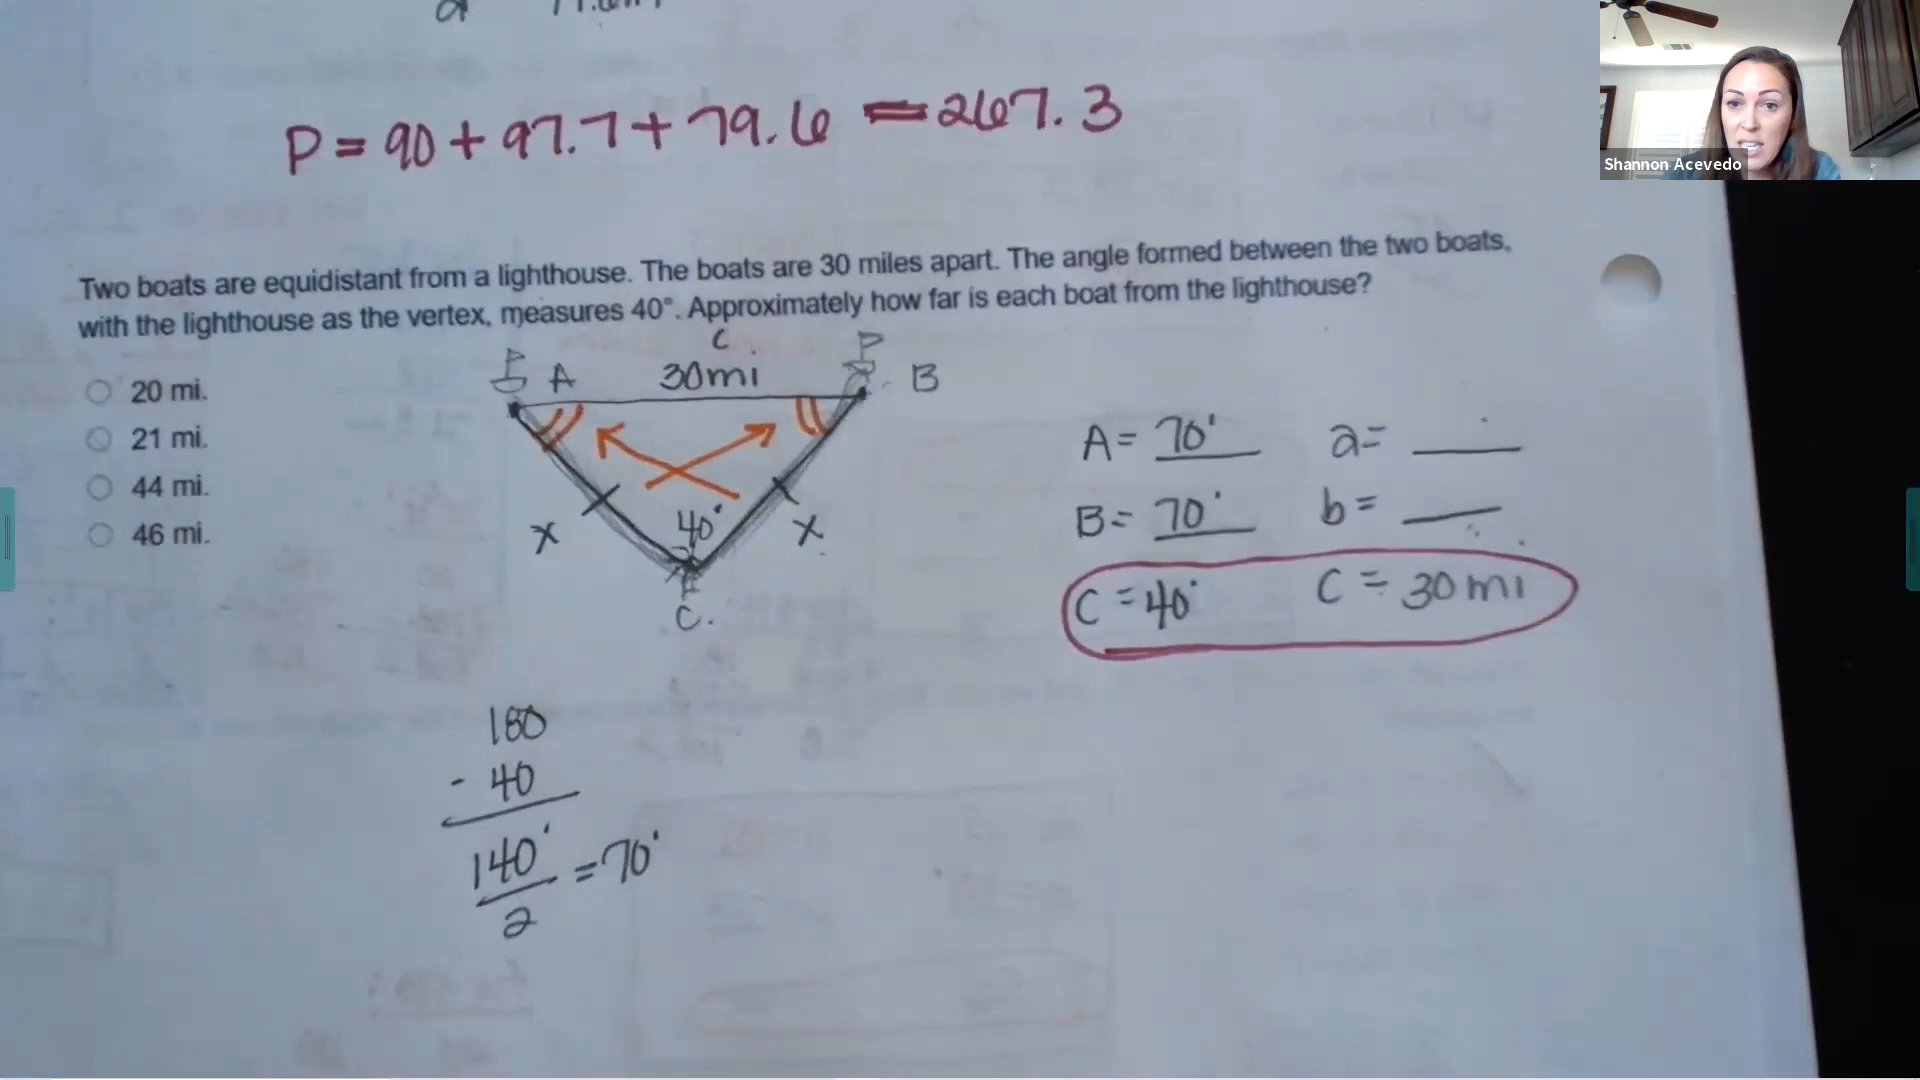 P = 90 + 97.7 + 79.6 = 267.3
Shannon Acevedo
Two boats are equidistant from a lighthouse. The boats are 30 miles apart. The angle formed between the two boats,
with the lighthouse as the vertex, measures 40°. Approximately how far is each boat from the lighthouse?
20 mi.
21 mi.
44 mi.
46 mi.
c
A 30mi B
x 40° x
C.
A = 70° a =
B = 70° b =
C = 40° c = 30 mi
180
- 40
140° = 70°
2